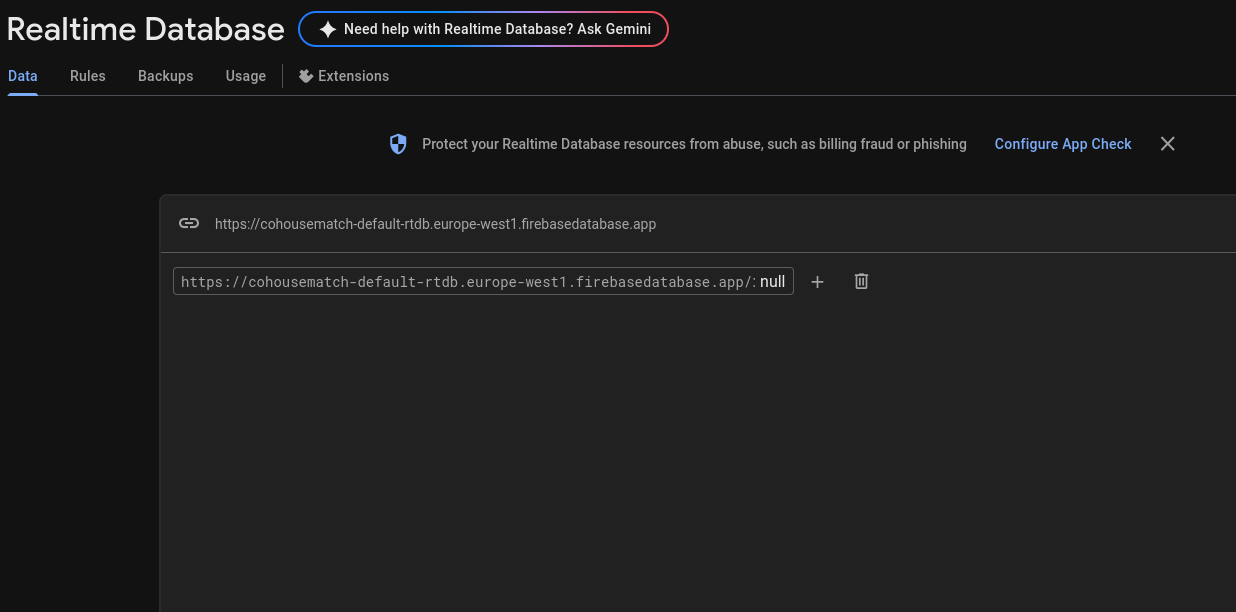 Realtime Database
Need help with Realtime Database? Ask Gemini
Data Rules Backups Usage Extensions
Protect your Realtime Database resources from abuse, such as billing fraud or phishing Configure App Check
https://cohousematch-default-rtdb.europe-west1.firebasedatabase.app
https://cohousematch-default-rtdb.europe-west1.firebasedatabase.app/: null